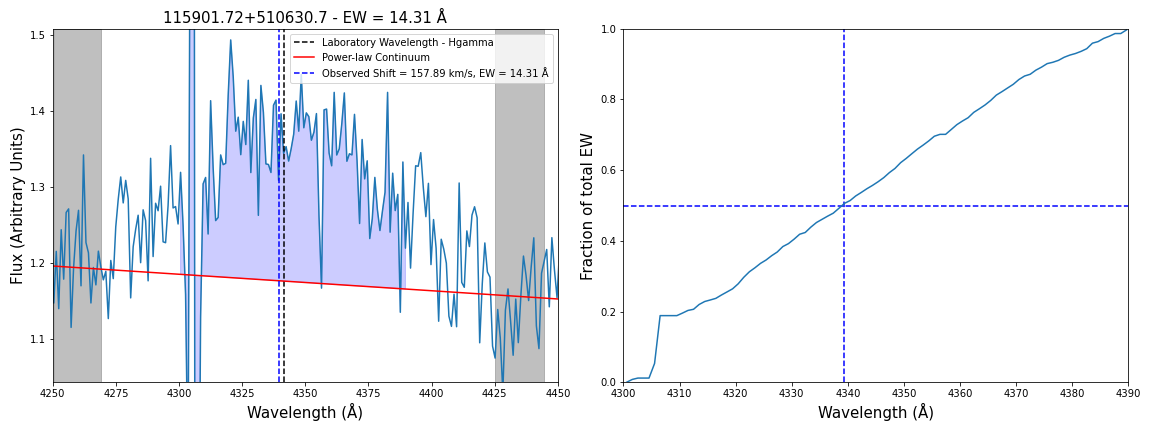 115901.72+510630.7 - EW = 14.31 Å
Flux (Arbitrary Units)
1.5
1.4
1.3
1.2
1.1
Laboratory Wavelength - Hgamma
Power-law Continuum
Observed Shift = 157.89 km/s, EW = 14.31 Å
4250 4275 4300 4325 4350 4375 4400 4425 4450
Wavelength (Å)
Fraction of total EW
1.0
0.8
0.6
0.4
0.2
0.0
4300 4310 4320 4330 4340 4350 4360 4370 4380 4390
Wavelength (Å)